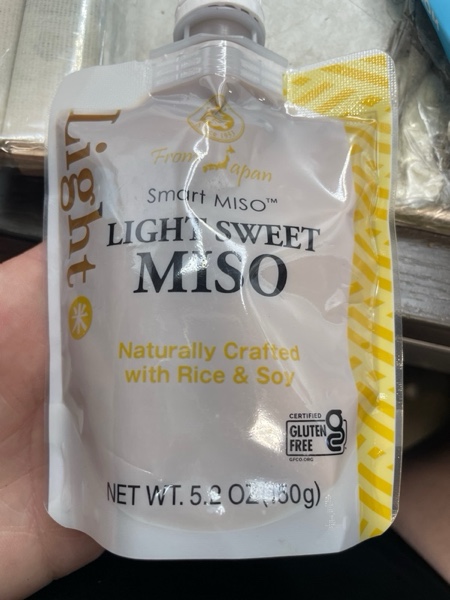 From Japan
Smart MISO™
LIGHT SWEET
MISO
Light
Naturally Crafted
with Rice & Soy
CERTIFIED
GLUTEN
FREE
GFCO.ORG
NET WT. 5.2 OZ (150g)